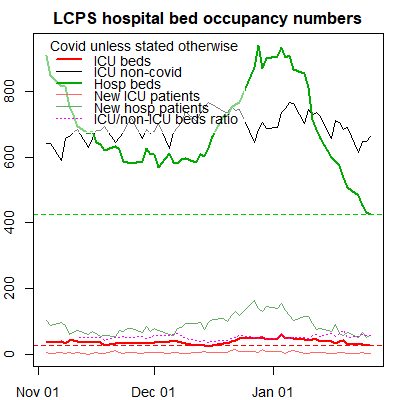 LCPS hospital bed occupancy numbers
Covid unless stated otherwise
ICU beds
ICU non-covid
Hosp beds
New ICU patients
New hosp patients
ICU/non-ICU beds ratio
800
600
400
200
0
Nov 01
Dec 01
Jan 01